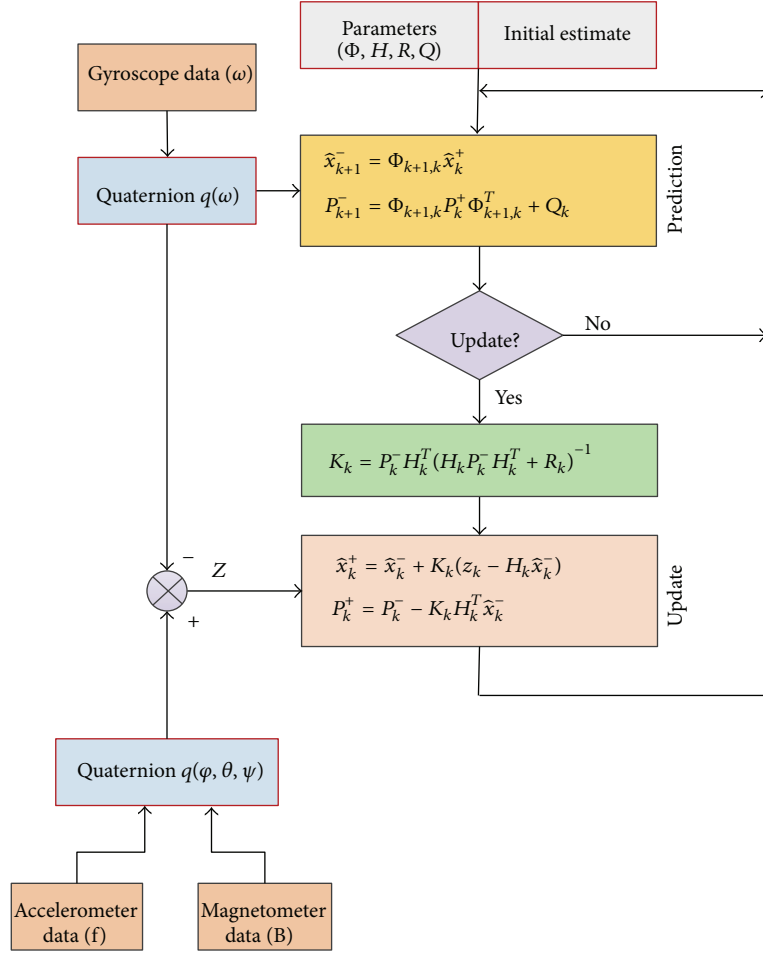 Parameters
(Φ, H, R, Q)
Initial estimate
Gyroscope data (ω)
Quaternion q(ω)
x̂⁻ₖ₊₁ = Φₖ₊₁,ₖ x̂⁺ₖ
P⁻ₖ₊₁ = Φₖ₊₁,ₖ P⁺ₖ Φᵀₖ₊₁,ₖ + Qₖ
Prediction
Update?
No
Yes
Kₖ = P⁻ₖ Hᵀₖ (Hₖ P⁻ₖ Hᵀₖ + Rₖ)⁻¹
−
Z
+
x̂⁺ₖ = x̂⁻ₖ + Kₖ(zₖ − Hₖ x̂⁻ₖ)
P⁺ₖ = P⁻ₖ − Kₖ Hᵀₖ x̂⁻ₖ
Update
Quaternion q(φ, θ, ψ)
Accelerometer
data (f)
Magnetometer
data (B)